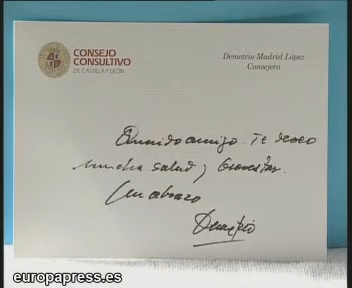 CONSEJO
CONSULTIVO
DE CASTILLA Y LEÓN
Demetrio Madrid López
Consejero
Querido amigo. Te deseo
mucha salud y bienestar.
Un abrazo
Demetrio
europapress.es